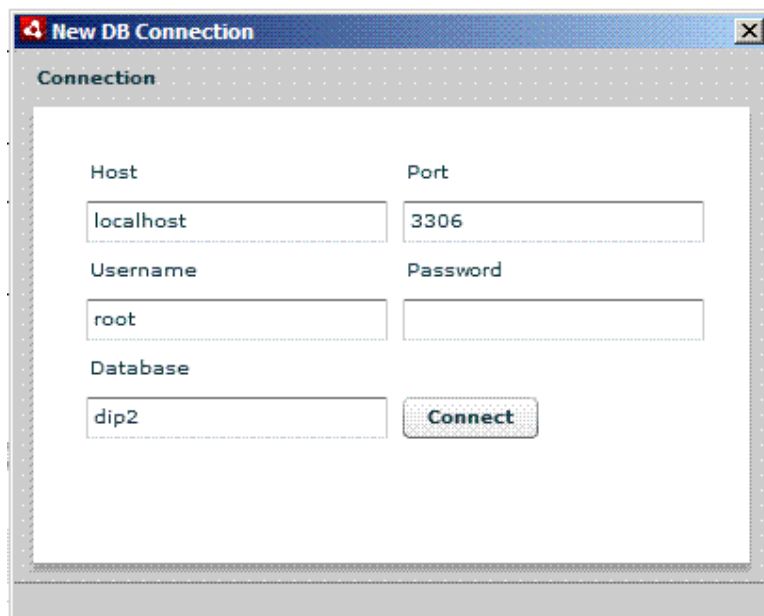 New DB Connection
Connection
Host Port
localhost 3306
Username Password
root
Database
dip2 Connect